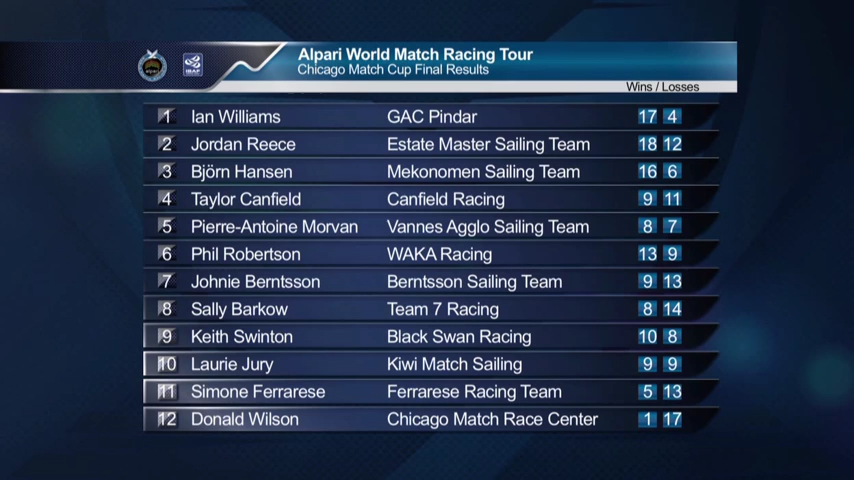 Alpari World Match Racing Tour
Chicago Match Cup Final Results
Wins / Losses
alpari
ISAF
1 Ian Williams GAC Pindar 17 4
2 Jordan Reece Estate Master Sailing Team 18 12
3 Björn Hansen Mekonomen Sailing Team 16 6
4 Taylor Canfield Canfield Racing 9 11
5 Pierre-Antoine Morvan Vannes Agglo Sailing Team 8 7
6 Phil Robertson WAKA Racing 13 9
7 Johnie Berntsson Berntsson Sailing Team 9 13
8 Sally Barkow Team 7 Racing 8 14
9 Keith Swinton Black Swan Racing 10 8
10 Laurie Jury Kiwi Match Sailing 9 9
11 Simone Ferrarese Ferrarese Racing Team 5 13
12 Donald Wilson Chicago Match Race Center 1 17